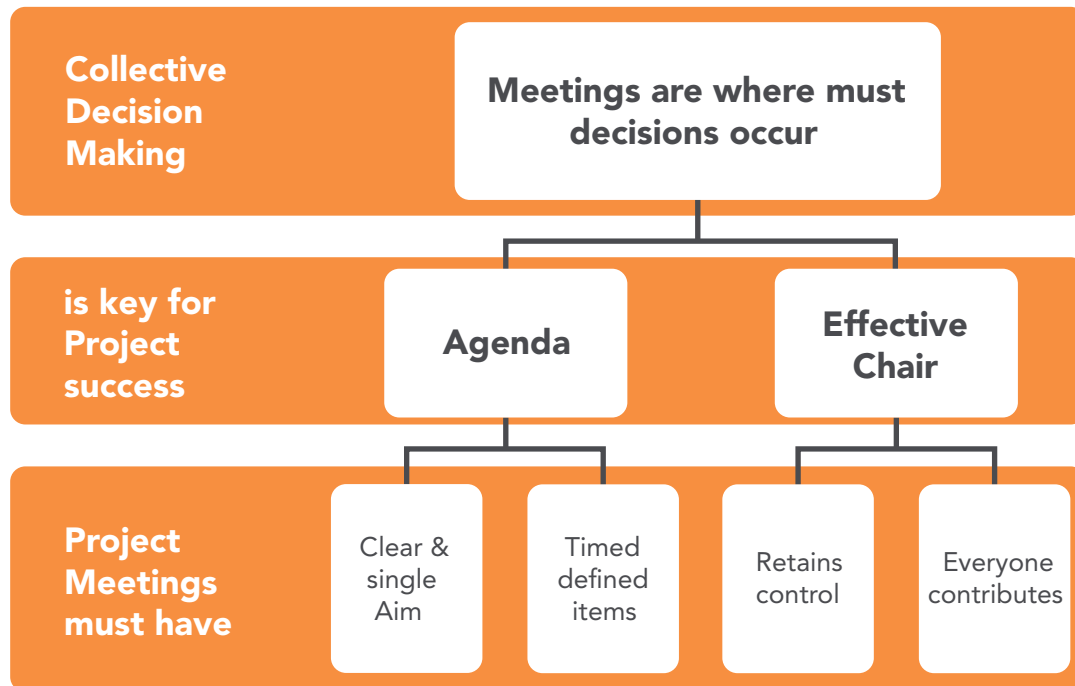 Collective
Decision
Making
Meetings are where must
decisions occur
is key for
Project
success
Agenda
Effective
Chair
Project
Meetings
must have
Clear &
single
Aim
Timed
defined
items
Retains
control
Everyone
contributes